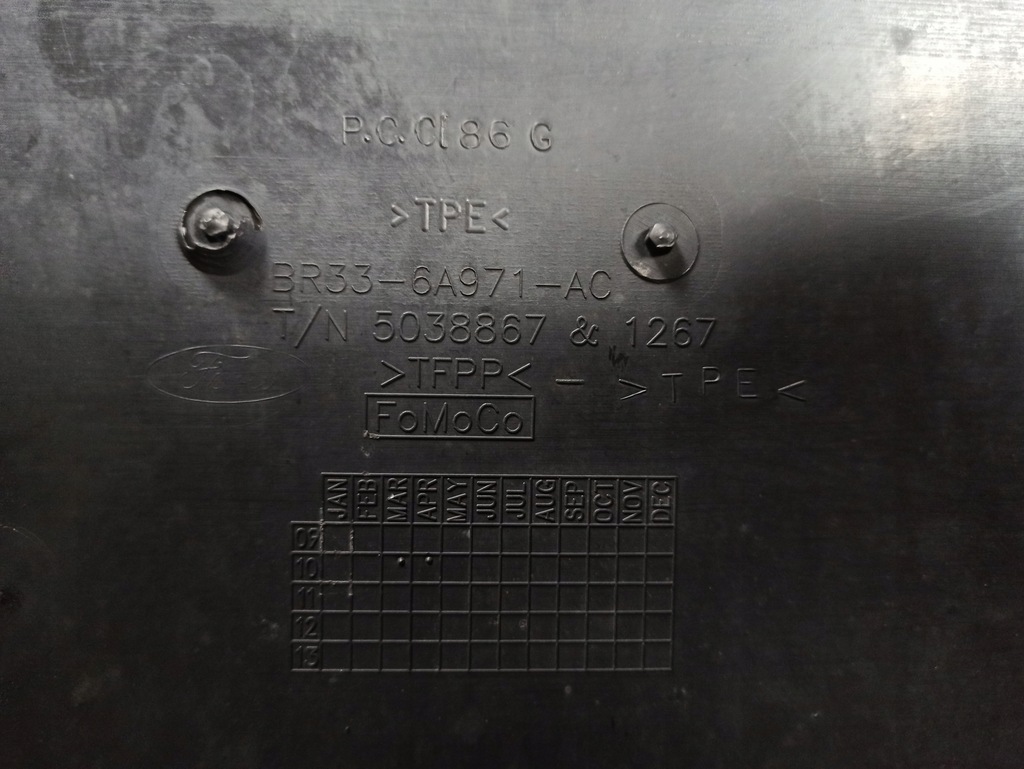 >TPE<
BR33-6A971-AC
T/N 5038867 & 1267
>TFPP< - >TPE<
Ford
FoMoCo
JAN FEB MAR APR MAY JUN JUL AUG SEP OCT NOV DEC
09
10
11
12
13